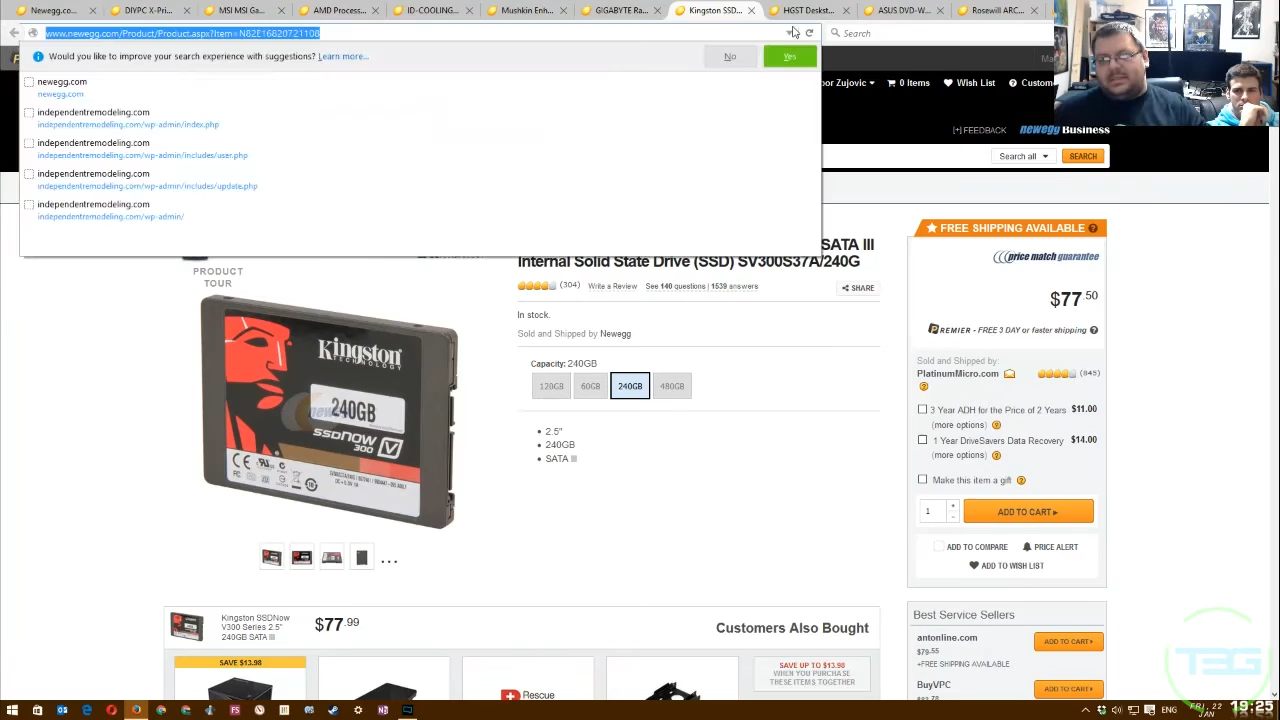 DIYPC X-Pro...
MSI MSI Ga...
AMD Process...
ID-COOLING...
Mushkin Enh...
GIGABYTE Ra...
Kingston SSD...
HGST Deskst...
ASUS DVD-W...
Rosewill ARC...
www.newegg.com/Product/Product.aspx?Item=N82E16820721108
Search
Would you like to improve your search experience with suggestions? Learn more...
No
Yes
newegg.com
newegg.com
independentremodeling.com
independentremodeling.com/wp-admin/index.php
independentremodeling.com
independentremodeling.com/wp-admin/includes/user.php
independentremodeling.com
independentremodeling.com/wp-admin/includes/update.php
independentremodeling.com
independentremodeling.com/wp-admin/
bor Zujovic
0 Items
Wish List
Custom
[+] FEEDBACK
newegg Business
Search all
SEARCH
SATA III
Internal Solid State Drive (SSD) SV300S37A/240G
PRODUCT
TOUR
(304) Write a Review See 140 questions | 1539 answers
SHARE
In stock.
Sold and Shipped by Newegg
Capacity: 240GB
120GB
60GB
240GB
480GB
2.5"
240GB
SATA III
Kingston
TECHNOLOGY
240GB
SSDNOW V
300
FREE SHIPPING AVAILABLE ?
price match guarantee
$77.50
PREMIER - FREE 3 DAY or faster shipping ?
Sold and Shipped by:
PlatinumMicro.com
(845)
3 Year ADH for the Price of 2 Years $11.00
(more options) ?
1 Year DriveSavers Data Recovery $14.00
(more options) ?
Make this item a gift ?
1
+
-
ADD TO CART
ADD TO COMPARE
PRICE ALERT
ADD TO WISH LIST
Kingston SSDNow
V300 Series 2.5"
240GB SATA III
$77.99
Customers Also Bought
SAVE $13.98
Rescue
SAVE UP TO $13.98
WHEN YOU PURCHASE
THESE ITEMS TOGETHER
Best Service Sellers
antonline.com
$79.55
+FREE SHIPPING AVAILABLE
ADD TO CART
BuyVPC
ADD TO CART
TBG
ENG
FRI, 22
JAN
19:25